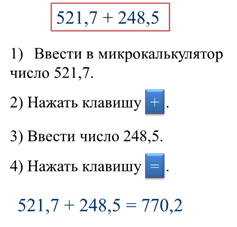 521,7 + 248,5
1) Ввести в микрокалькулятор
число 521,7.
2) Нажать клавишу + .
3) Ввести число 248,5.
4) Нажать клавишу = .
521,7 + 248,5 = 770,2